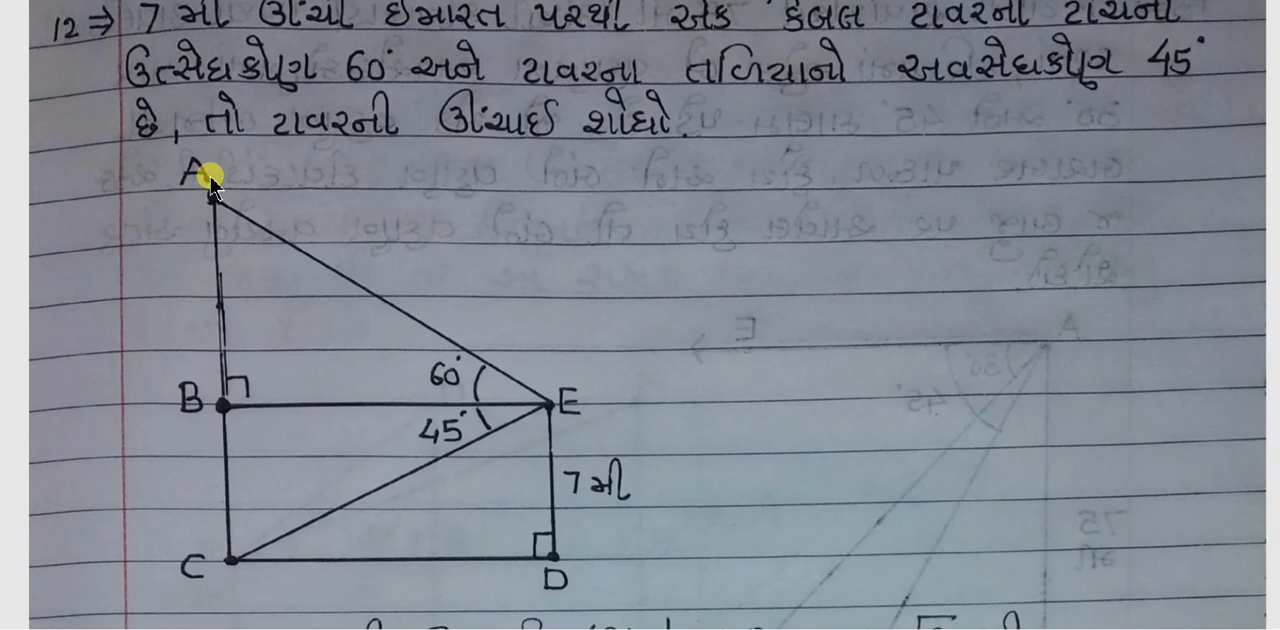 12⇒ 7 મી ઊંચી ઈમારત પરથી એક કેબલ ટાવરની ટોચનો
ઉત્સેધકોણ 60° અને ટાવરના તળિયાનો અવસેધકોણ 45°
છે, તો ટાવરની ઊંચાઈ શોધો.
A
60°
B
E
45°
7 મી
C
D